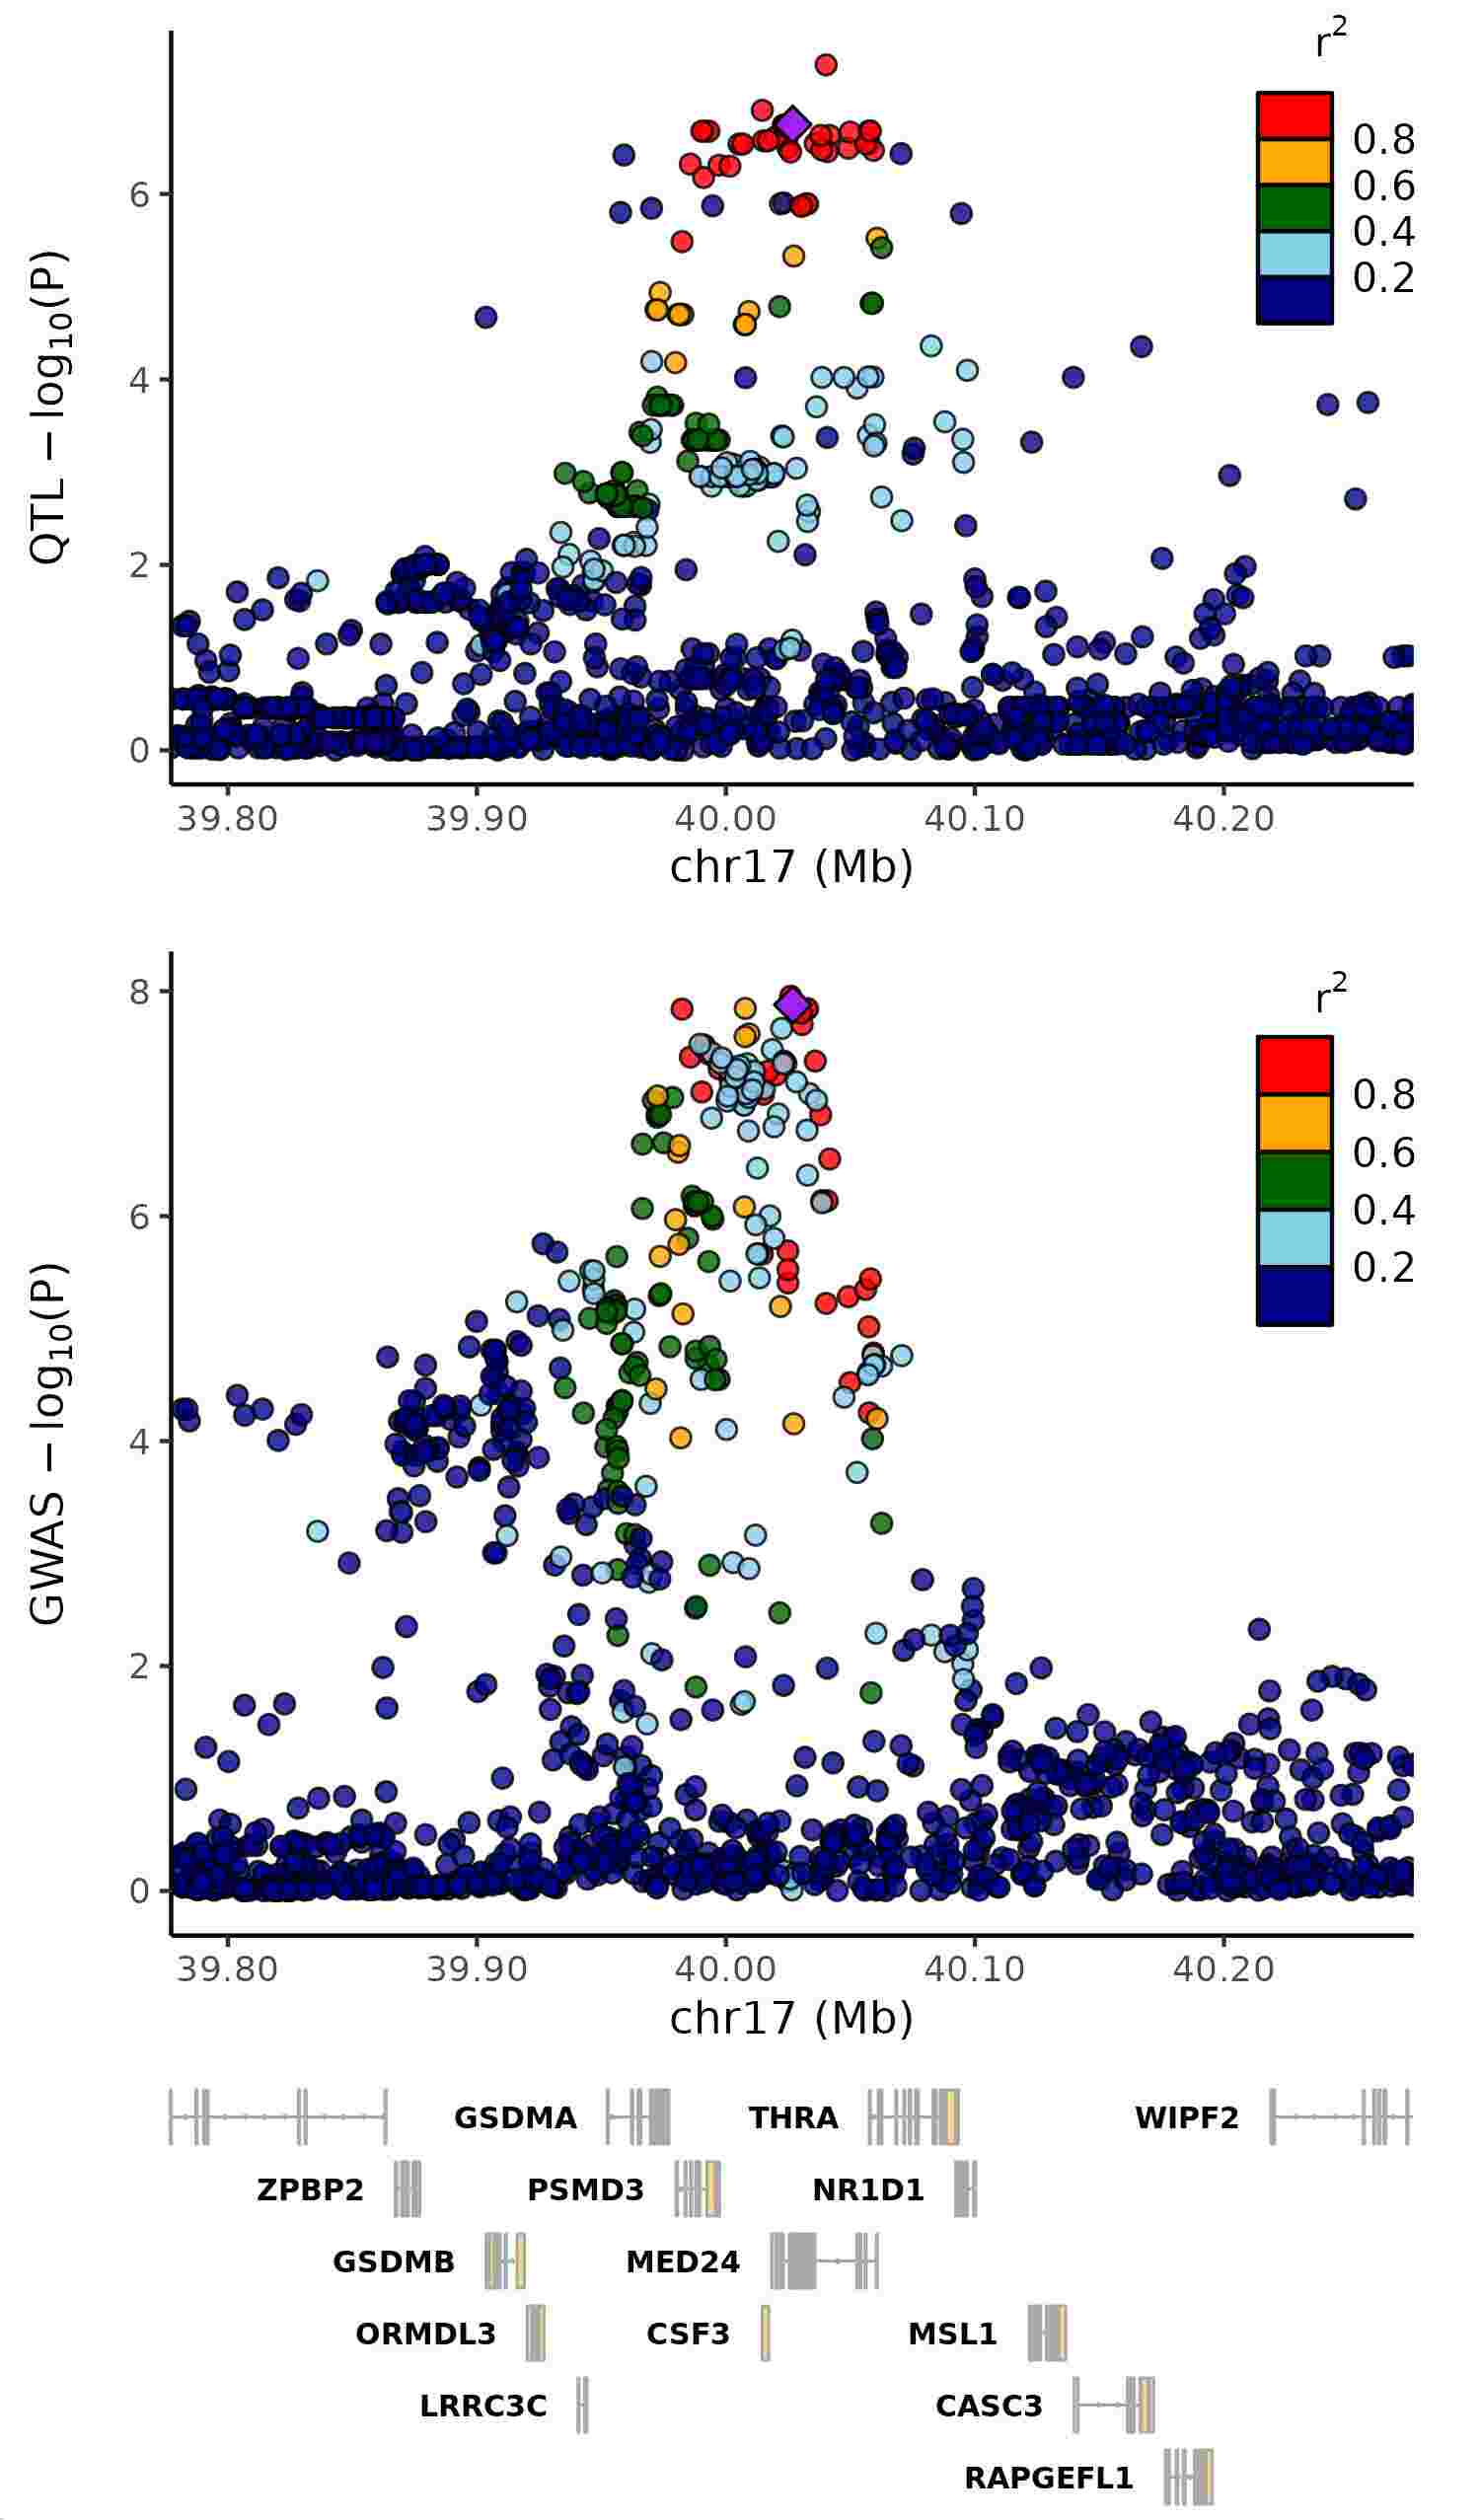 r²
0.8
0.6
0.4
0.2
6
4
2
0
QTL − log₁₀(P)
39.80 39.90 40.00 40.10 40.20
chr17 (Mb)
r²
0.8
0.6
0.4
0.2
8
6
4
2
0
GWAS − log₁₀(P)
39.80 39.90 40.00 40.10 40.20
chr17 (Mb)
GSDMA THRA WIPF2
ZPBP2 PSMD3 NR1D1
GSDMB MED24
ORMDL3 CSF3 MSL1
LRRC3C CASC3
RAPGEFL1